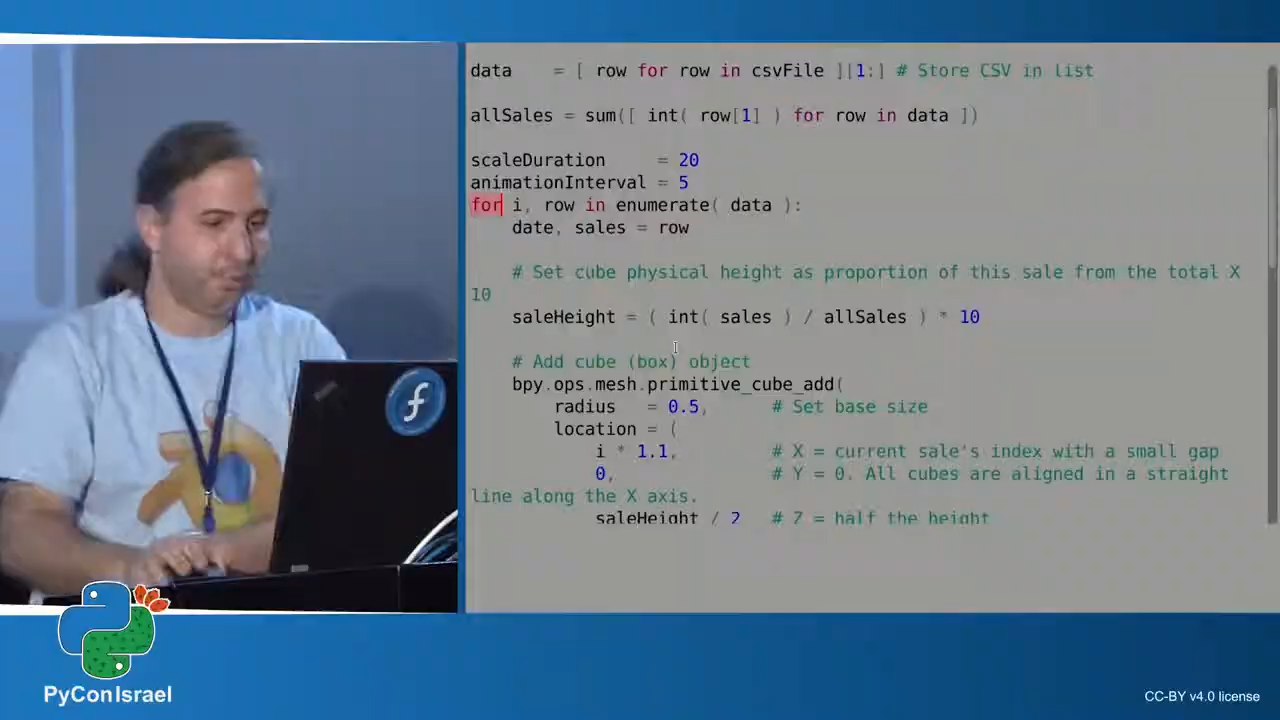 data    = [ row for row in csvFile ][1:] # Store CSV in list
allSales = sum([ int( row[1] ) for row in data ])
scaleDuration     = 20
animationInterval = 5
for i, row in enumerate( data ):
date, sales = row
# Set cube physical height as proportion of this sale from the total X
10
saleHeight = ( int( sales ) / allSales ) * 10
# Add cube (box) object
bpy.ops.mesh.primitive_cube_add(
radius   = 0.5,      # Set base size
location = (
i * 1.1,         # X = current sale's index with a small gap
0,               # Y = 0. All cubes are aligned in a straight
line along the X axis.
saleHeight / 2   # Z = half the height
PyConIsrael
CC-BY v4.0 license